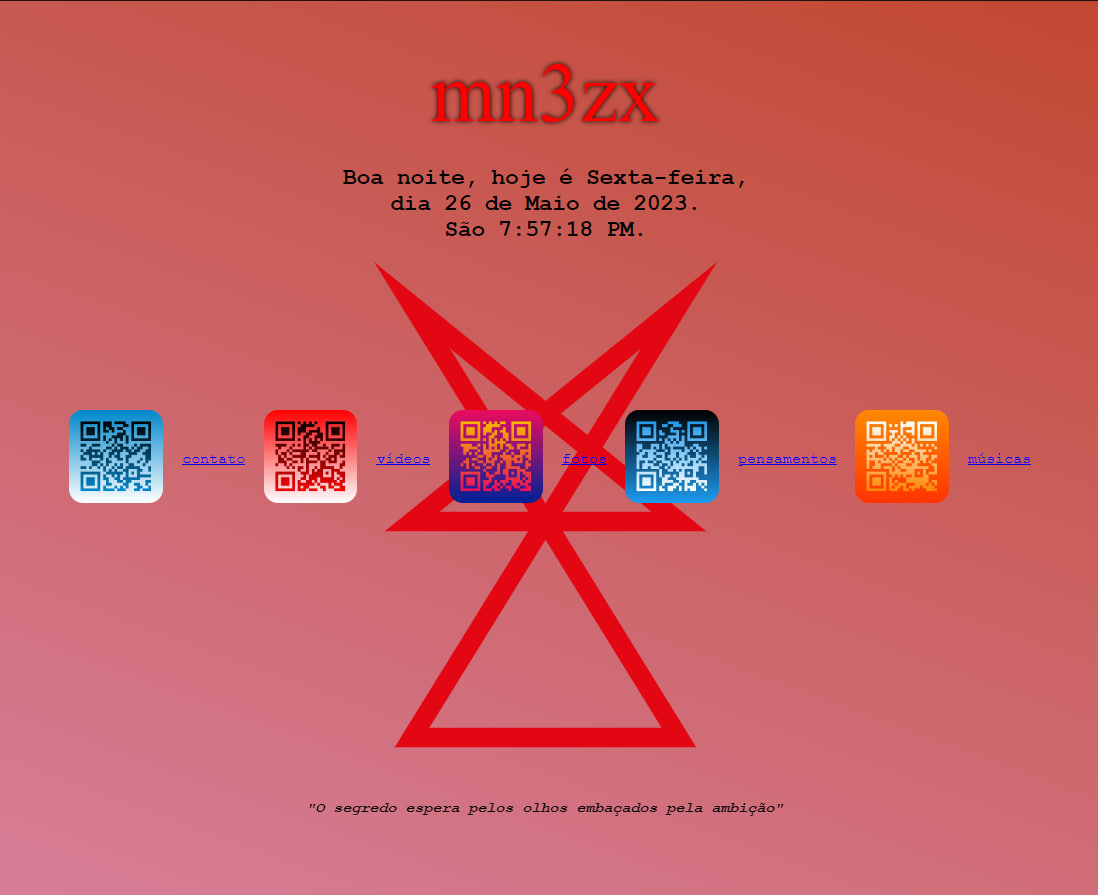 mn3zx
Boa noite, hoje é Sexta-feira,
dia 26 de Maio de 2023.
São 7:57:18 PM.
contato vídeos fotos pensamentos músicas
"O segredo espera pelos olhos embaçados pela ambição"